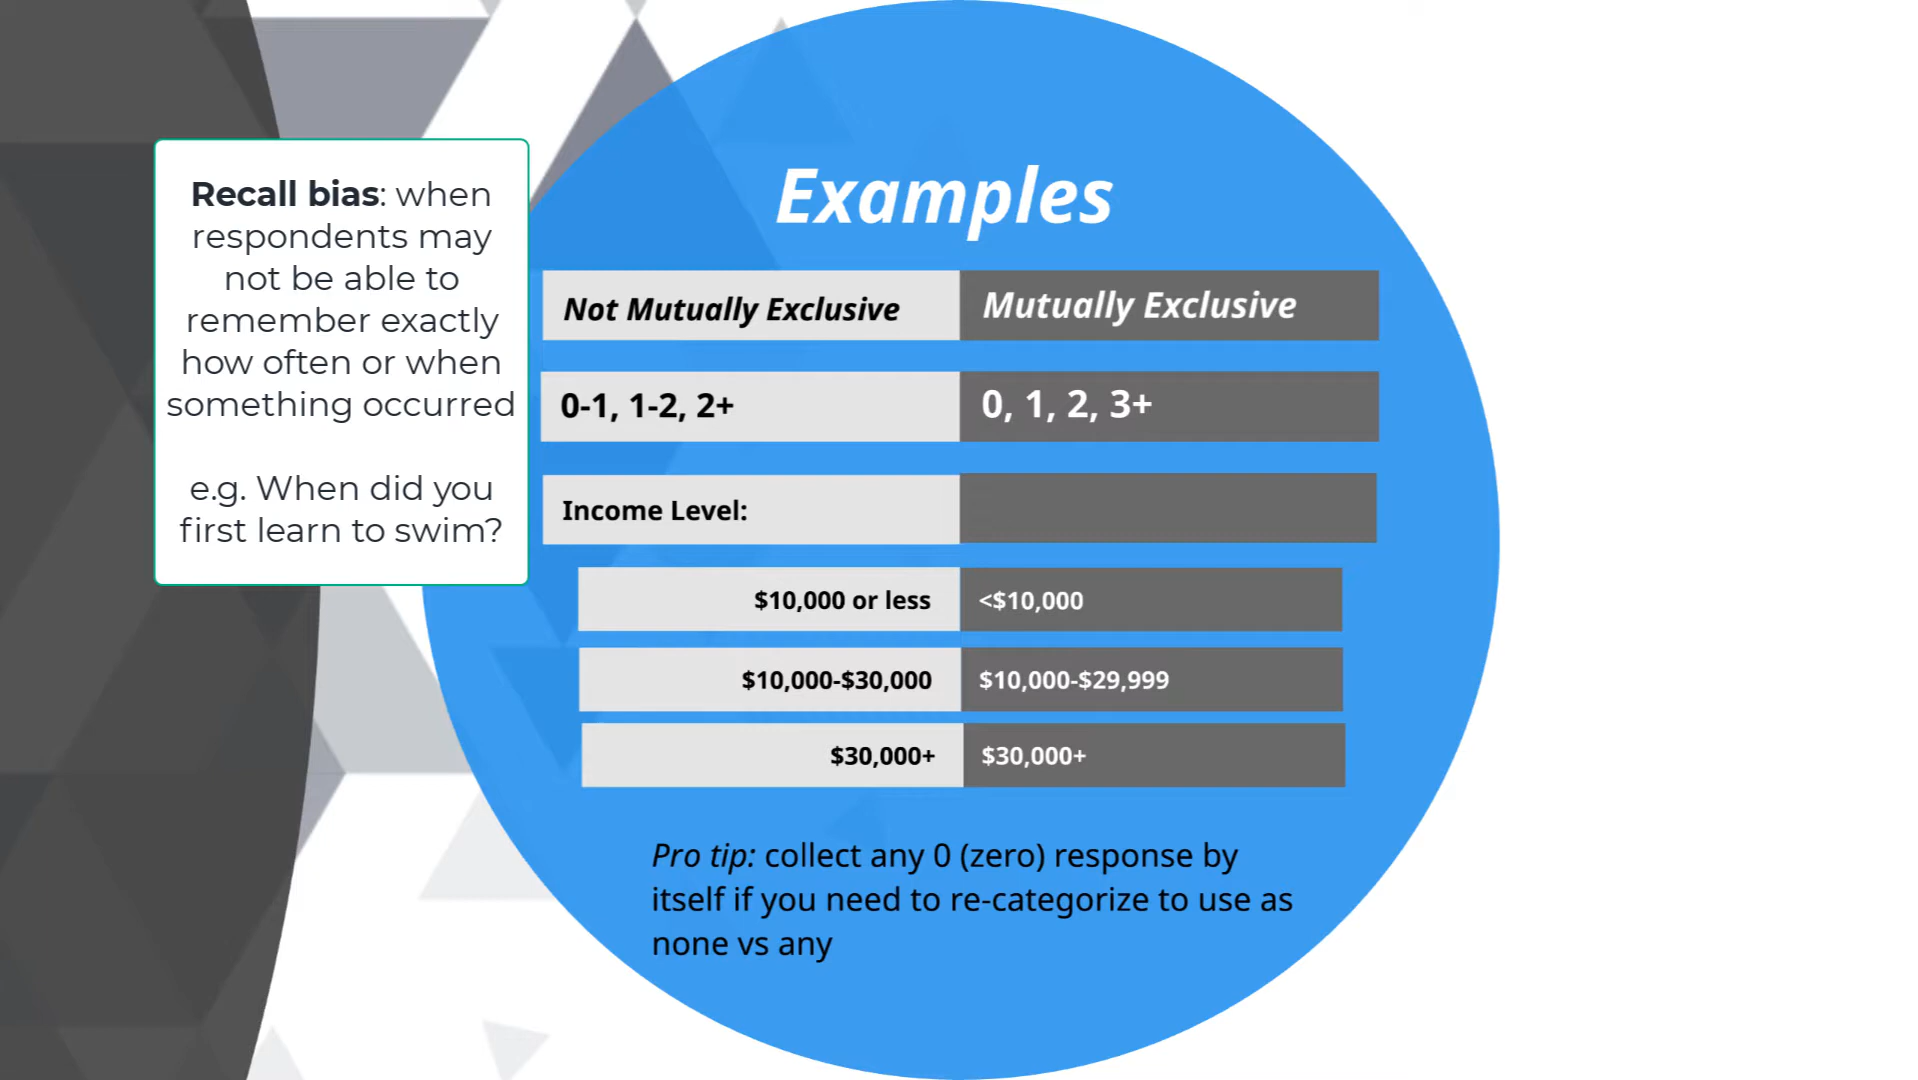 Recall bias: when
respondents may
not be able to
remember exactly
how often or when
something occurred
e.g. When did you
first learn to swim?
Examples
Not Mutually Exclusive
Mutually Exclusive
0-1, 1-2, 2+
0, 1, 2, 3+
Income Level:
$10,000 or less
<$10,000
$10,000-$30,000
$10,000-$29,999
$30,000+
$30,000+
Pro tip: collect any 0 (zero) response by
itself if you need to re-categorize to use as
none vs any